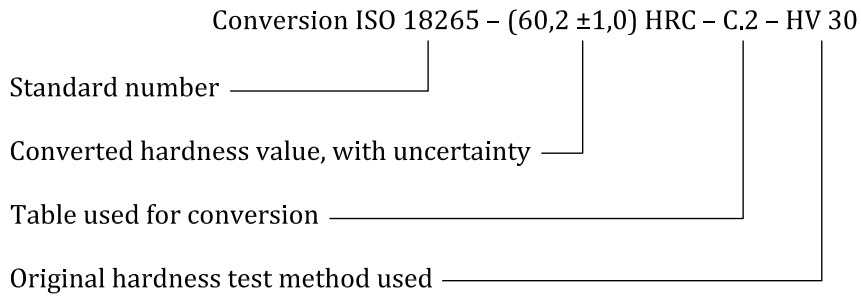 Conversion ISO 18265 – (60,2 ±1,0) HRC – C.2 – HV 30
Standard number
Converted hardness value, with uncertainty
Table used for conversion
Original hardness test method used